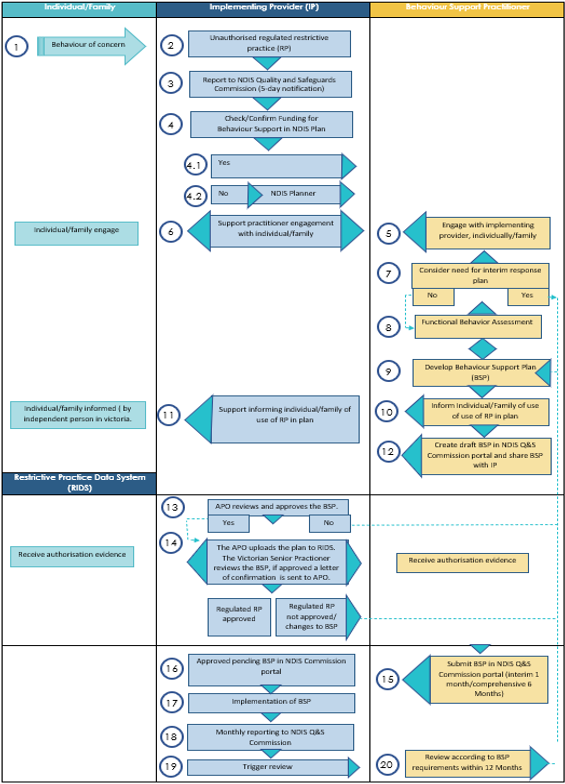 Individual/Family
Implementing Provider (IP)
Behaviour Support Practitioner
1
Behaviour of concern
2
Unauthorised regulated restrictive
practice (RP)
3
Report to NDIS Quality and Safeguards
Commission (5-day notification)
4
Check/Confirm Funding for
Behaviour Support in NDIS Plan
4.1
Yes
4.2
No
NDIS Planner
Individual/family engage
6
Support practitioner engagement
with individual/family
5
Engage with implementing
provider, individually/family
7
Consider need for interim response
plan
No
Yes
8
Functional Behavior Assessment
9
Develop Behaviour Support Plan
(BSP)
Individual/family informed ( by
independent person in victoria.
11
Support informing individual/family of
use of RP in plan
10
Inform Individual/Family of use
of use of RP in plan
12
Create draft BSP in NDIS Q&S
Commission portal and share BSP
with IP
Restrictive Practice Data System
(RIDS)
13
APO reviews and approves the BSP.
Yes
No
14
The APO uploads the plan to RIDS.
The Victorian Senior Practioner
reviews the BSP, if approved a letter
of confirmation is sent to APO.
Receive authorisation evidence
Receive authorisation evidence
Regulated RP
approved
Regulated RP
not approved/
changes to BSP
16
Approved pending BSP in NDIS Commission
portal
15
Submit BSP in NDIS Q&S
Commission portal (interim 1
month/comprehensive 6
Months)
17
Implementation of BSP
18
Monthly reporting to NDIS Q&S
Commission
19
Trigger review
20
Review according to BSP
requirements within 12 Months